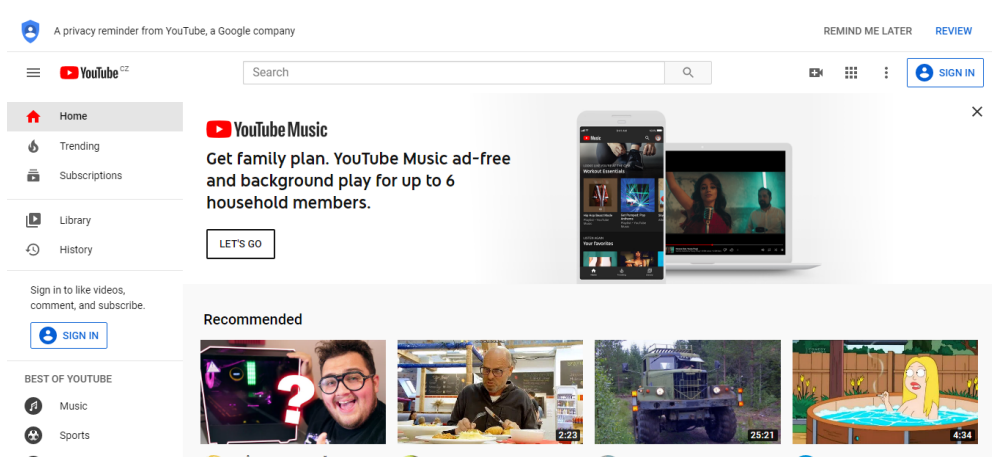 A privacy reminder from YouTube, a Google company
REMIND ME LATER
REVIEW
YouTube CZ
Search
SIGN IN
Home
Trending
Subscriptions
Library
History
Sign in to like videos,
comment, and subscribe.
SIGN IN
BEST OF YOUTUBE
Music
Sports
YouTube Music
Get family plan. YouTube Music ad-free
and background play for up to 6
household members.
LET'S GO
Music
Workout Essentials
Your favorites
Recommended
?
2:23
25:21
4:34